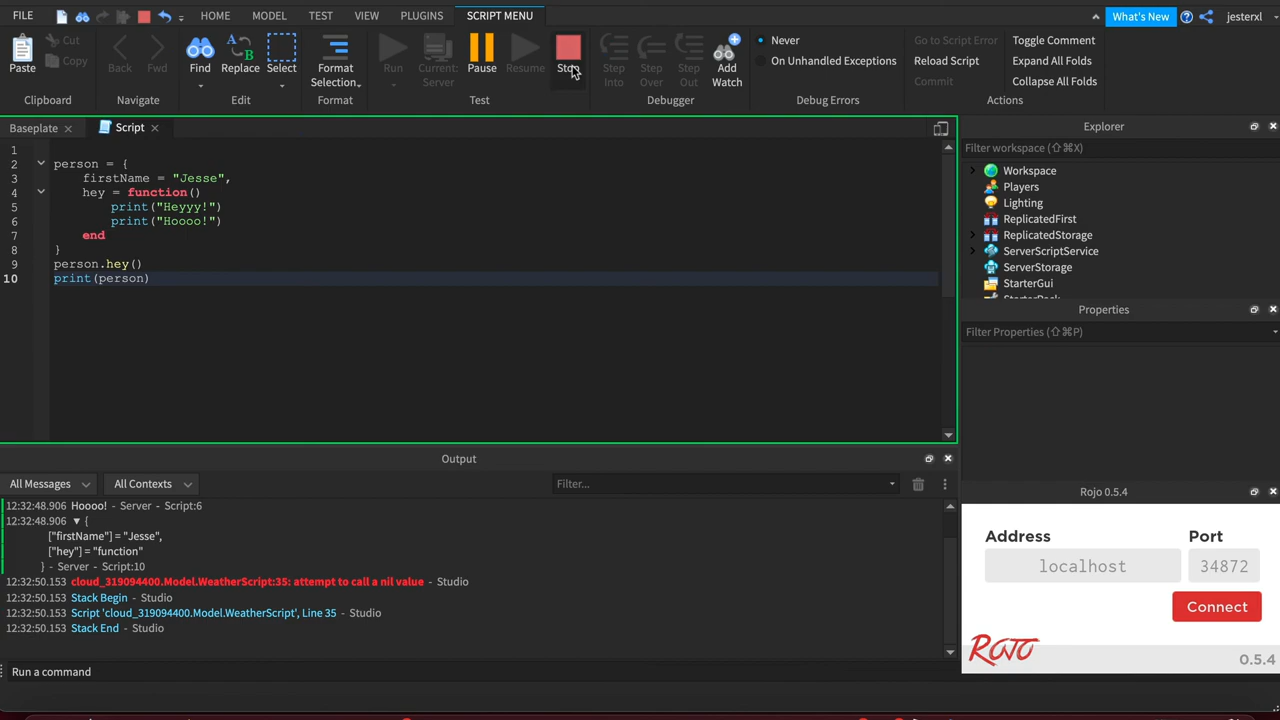 FILE HOME MODEL TEST VIEW PLUGINS SCRIPT MENU What's New jesterxl
Paste Cut Copy Back Fwd Find Replace Select Format Selection Run Current: Server Pause Resume Stop Step Into Step Over Step Out Add Watch Never On Unhandled Exceptions Go to Script Error Reload Script Commit Toggle Comment Expand All Folds Collapse All Folds
Clipboard Navigate Edit Format Test Debugger Debug Errors Actions
Baseplate Script
1
2 person = {
3 firstName = "Jesse",
4 hey = function()
5 print("Heyyy!")
6 print("Hoooo!")
7 end
8 }
9 person.hey()
10 print(person)
Explorer
Filter workspace (⇧⌘X)
Workspace
Players
Lighting
ReplicatedFirst
ReplicatedStorage
ServerScriptService
ServerStorage
StarterGui
StarterPack
Properties
Filter Properties (⇧⌘P)
Output
All Messages All Contexts Filter...
12:32:48.906 Hoooo! - Server - Script:6
12:32:48.906 ▼ {
["firstName"] = "Jesse",
["hey"] = "function"
} - Server - Script:10
12:32:50.153 cloud_319094400.Model.WeatherScript:35: attempt to call a nil value - Studio
12:32:50.153 Stack Begin - Studio
12:32:50.153 Script 'cloud_319094400.Model.WeatherScript', Line 35 - Studio
12:32:50.153 Stack End - Studio
Run a command
Rojo 0.5.4
Address Port
localhost 34872
Connect
Rojo
0.5.4